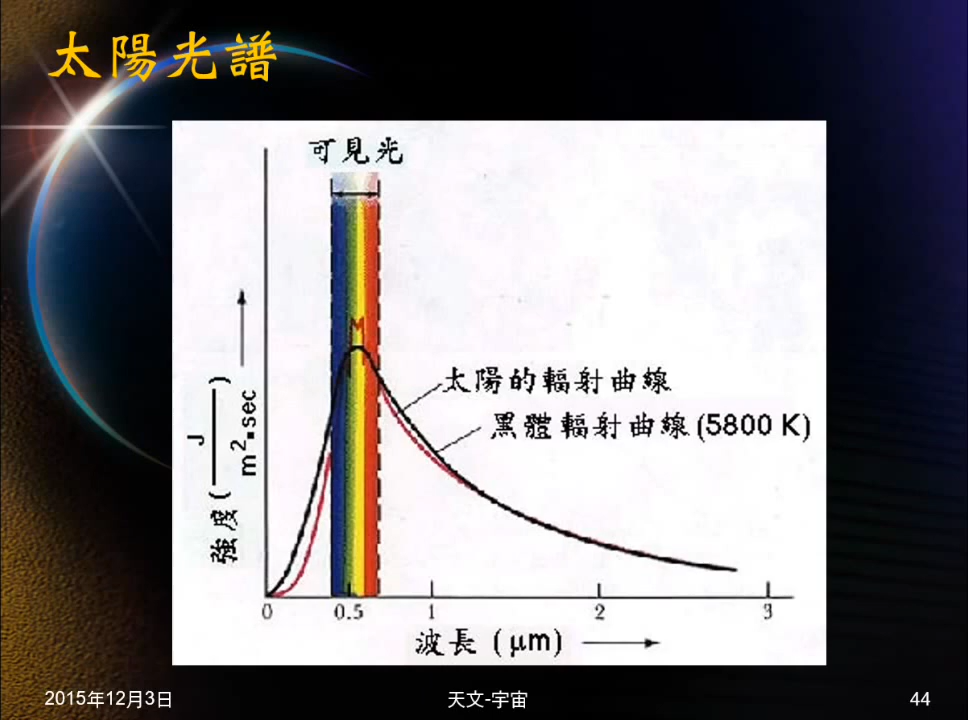 太陽光譜
可見光
M
太陽的輻射曲線
黑體輻射曲線(5800 K)
強度(J/m²▪sec)
0 0.5 1 2 3
波長 (μm)
2015年12月3日
天文-宇宙
44